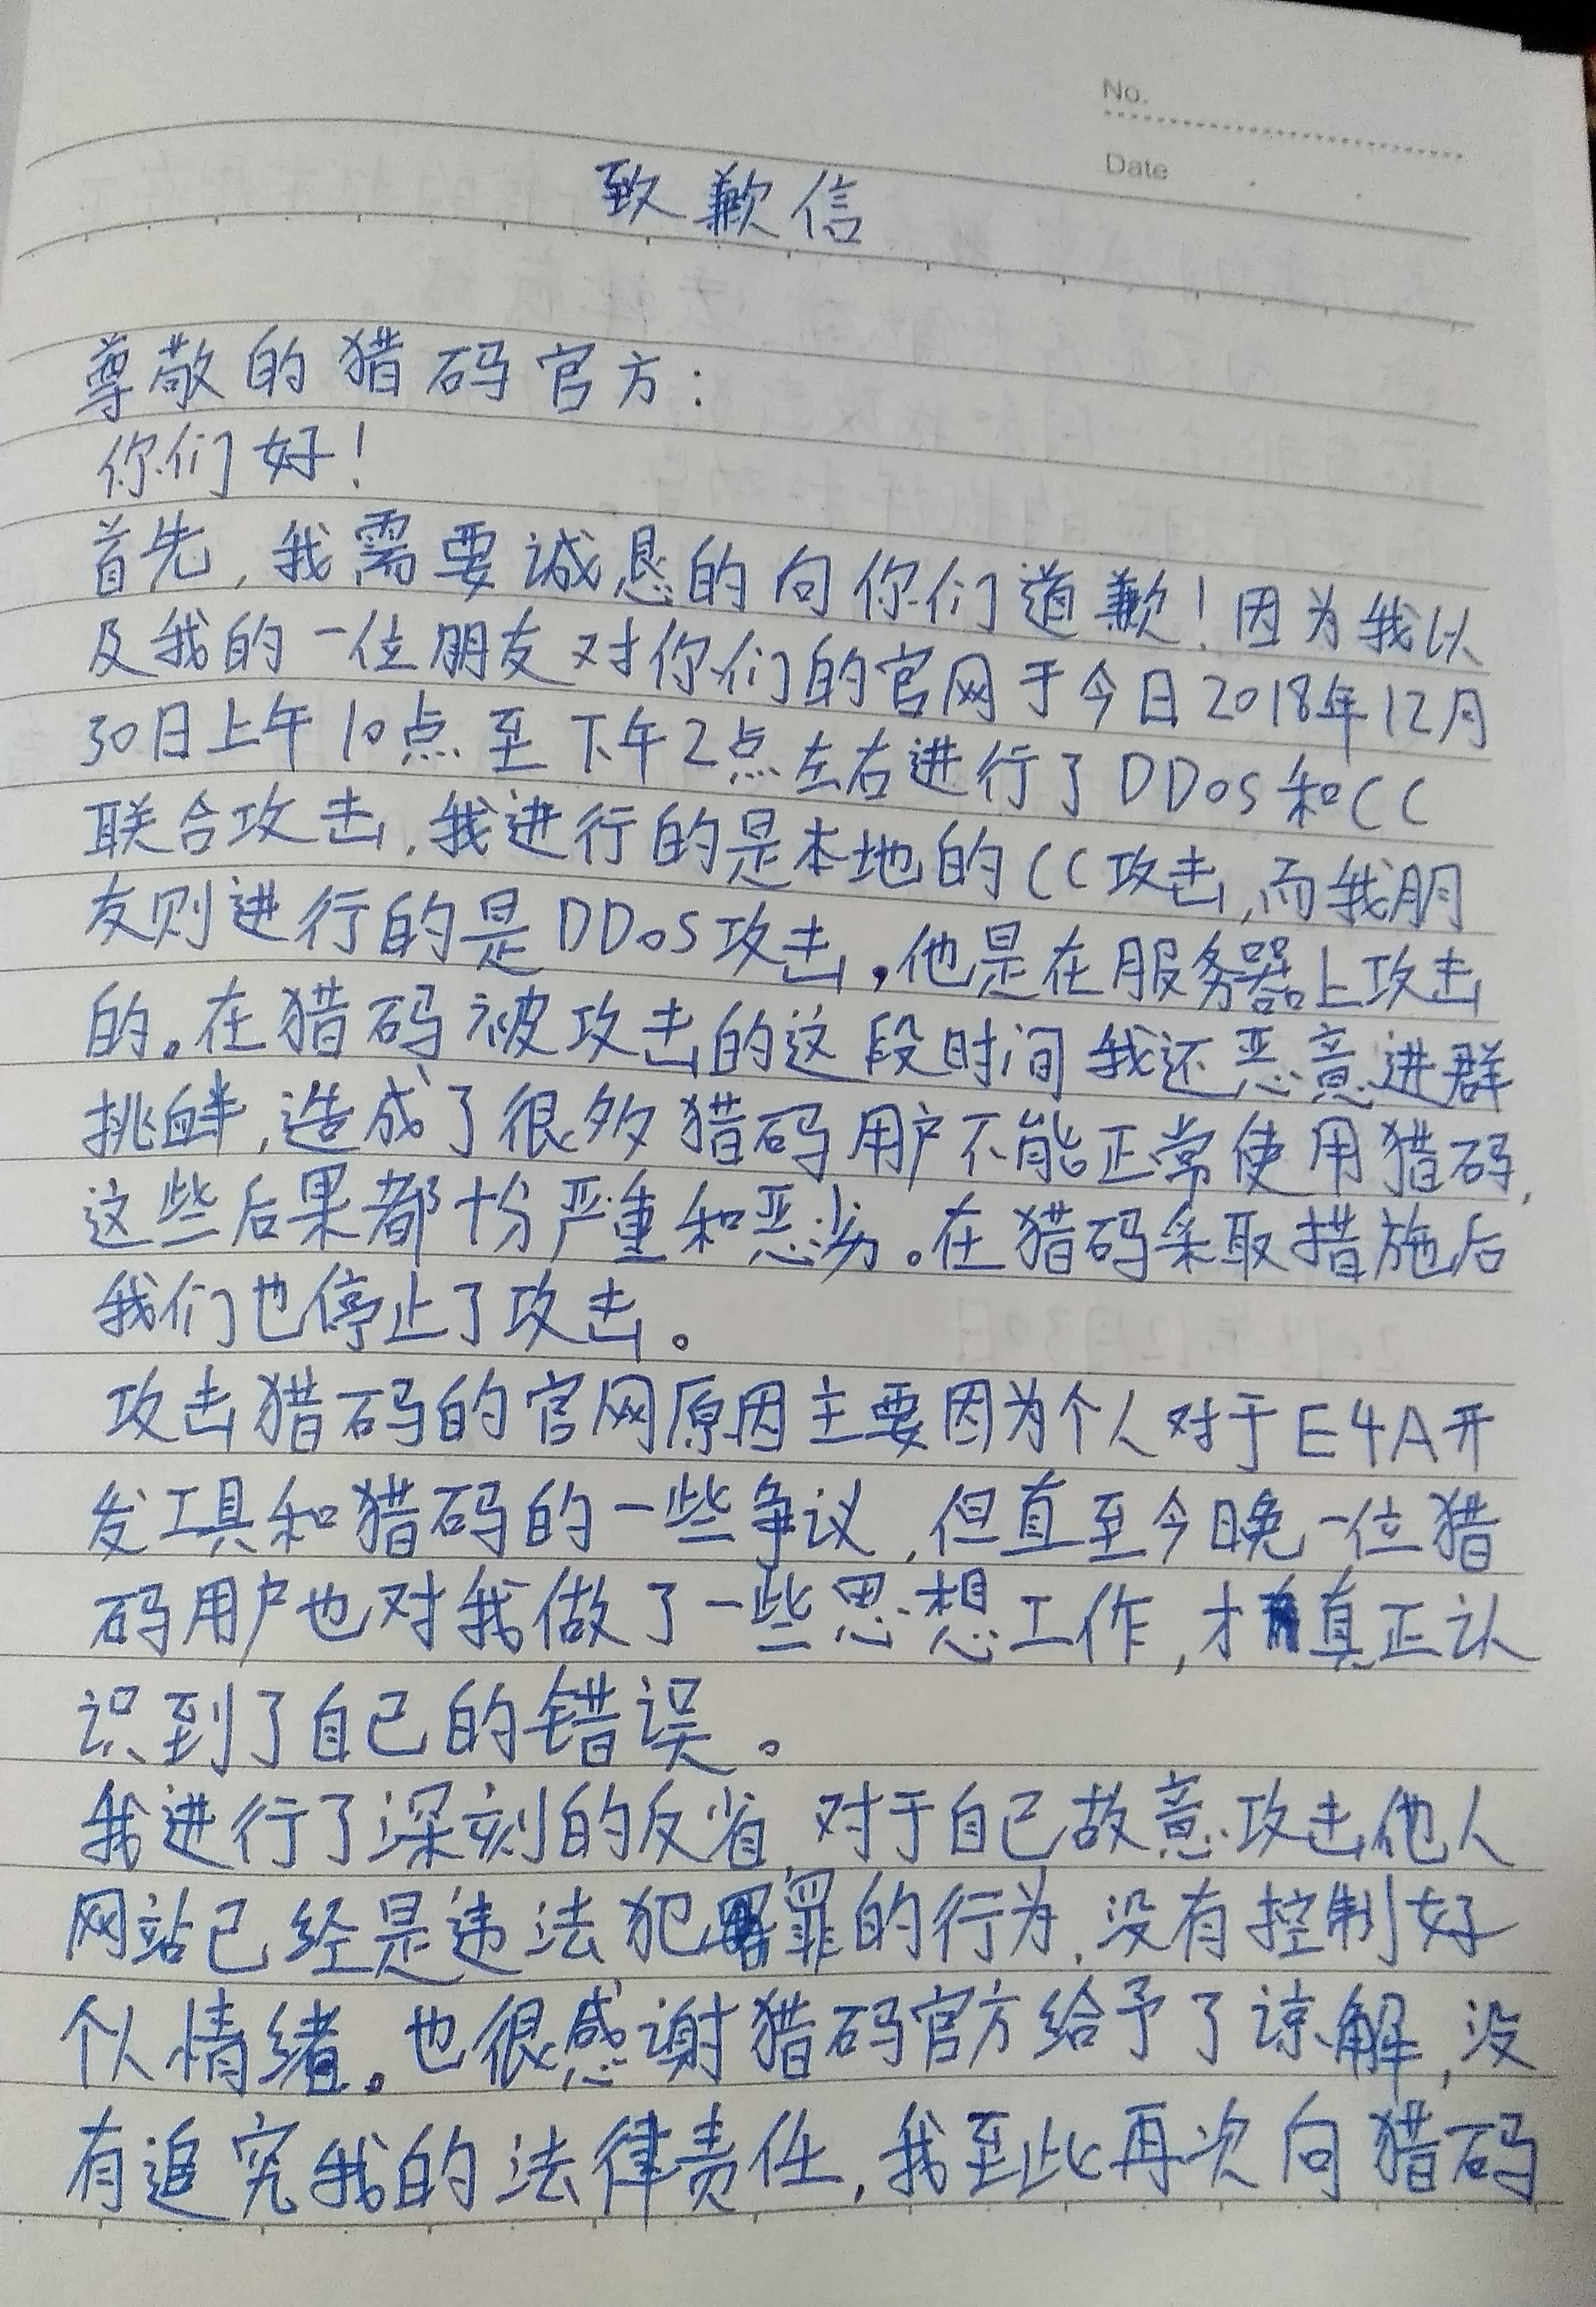 No.
Date
致歉信
尊敬的猎码官方：
你们好！
首先，我需要诚恳的向你们道歉！因为我以
及我的一位朋友对你们的官网于今日2018年12月
30日上午10点至下午2点左右进行了DDoS和CC
联合攻击，我进行的是本地的CC攻击，而我朋
友则进行的是DDoS攻击，他是在服务器上攻击
的。在猎码被攻击的这段时间我还恶意进群
挑衅，造成了很多猎码用户不能正常使用猎码，
这些后果都十份严重和恶劣。在猎码采取措施后
我们也停止了攻击。
攻击猎码的官网原因主要因为个人对于E4A开
发工具和猎码的一些争议，但直至今晚一位猎
码用户也对我做了一些思想工作，才真正认
识到了自己的错误。
我进行了深刻的反省，对于自己故意攻击他人
网站已经是违法犯罪的行为，没有控制好
个人情绪。也很感谢猎码官方给予了谅解，没
有追究我的法律责任，我至此再次向猎码